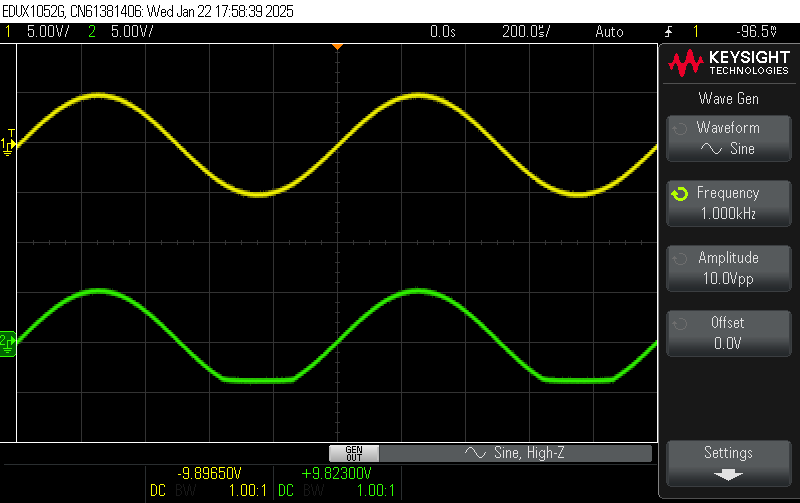 EDUX1052G, CN61381406: Wed Jan 22 17:58:39 2025
1 5.00V/ 2 5.00V/ 0.0s 200.0s/ Auto 1 -96.5V
KEYSIGHT
TECHNOLOGIES
Wave Gen
Waveform
Sine
Frequency
1.000kHz
Amplitude
10.0Vpp
Offset
0.0V
T
1
2
GEN
OUT
Sine, High-Z
Settings
-9.89650V +9.82300V
DC BW 1.00:1 DC BW 1.00:1